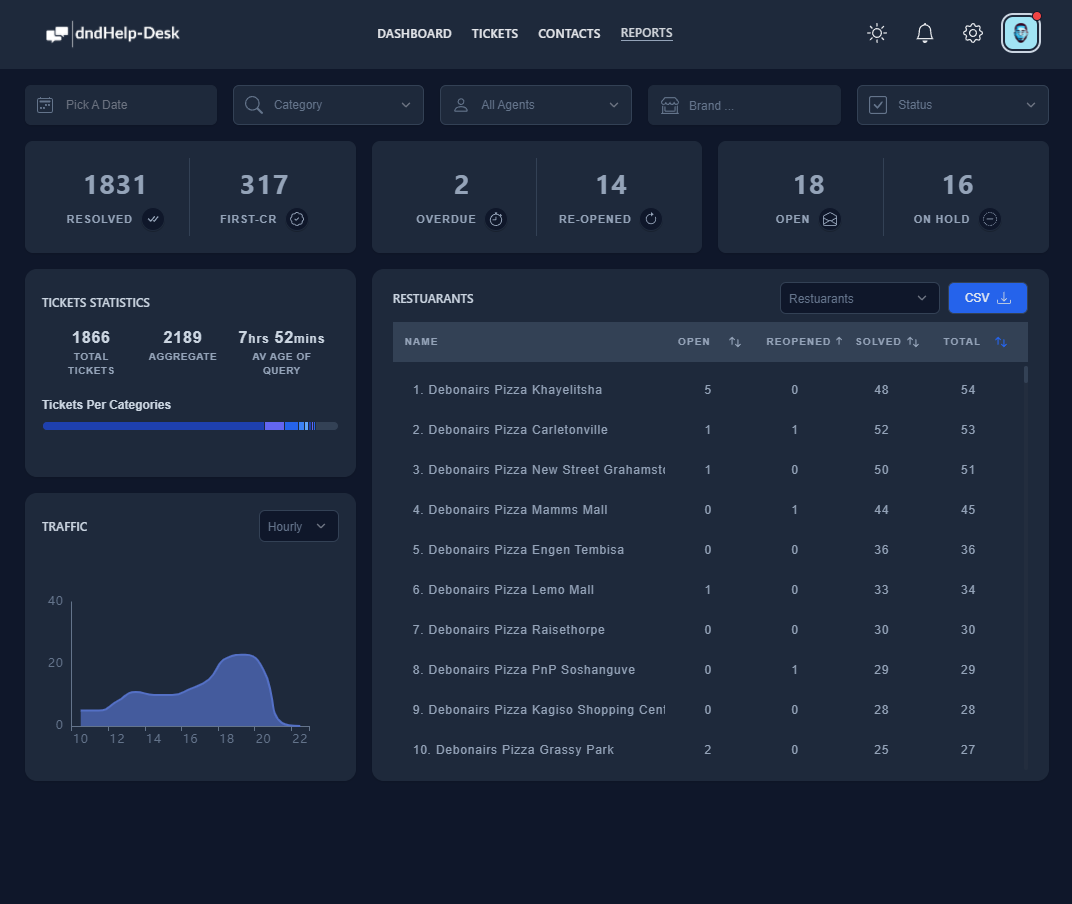 dndHelp-Desk
DASHBOARD TICKETS CONTACTS REPORTS
Pick A Date Category All Agents Brand ... Status
1831 317 2 14 18 16
RESOLVED FIRST-CR OVERDUE RE-OPENED OPEN ON HOLD
TICKETS STATISTICS
1866 2189 7hrs 52mins
TOTAL TICKETS AGGREGATE AV AGE OF QUERY
Tickets Per Categories
TRAFFIC Hourly
40
20
0
10 12 14 16 18 20 22
RESTUARANTS Restuarants CSV
NAME OPEN REOPENED SOLVED TOTAL
1. Debonairs Pizza Khayelitsha 5 0 48 54
2. Debonairs Pizza Carletonville 1 1 52 53
3. Debonairs Pizza New Street Grahamsto 1 0 50 51
4. Debonairs Pizza Mamms Mall 0 1 44 45
5. Debonairs Pizza Engen Tembisa 0 0 36 36
6. Debonairs Pizza Lemo Mall 1 0 33 34
7. Debonairs Pizza Raisethorpe 0 0 30 30
8. Debonairs Pizza PnP Soshanguve 0 1 29 29
9. Debonairs Pizza Kagiso Shopping Cent 0 0 28 28
10. Debonairs Pizza Grassy Park 2 0 25 27